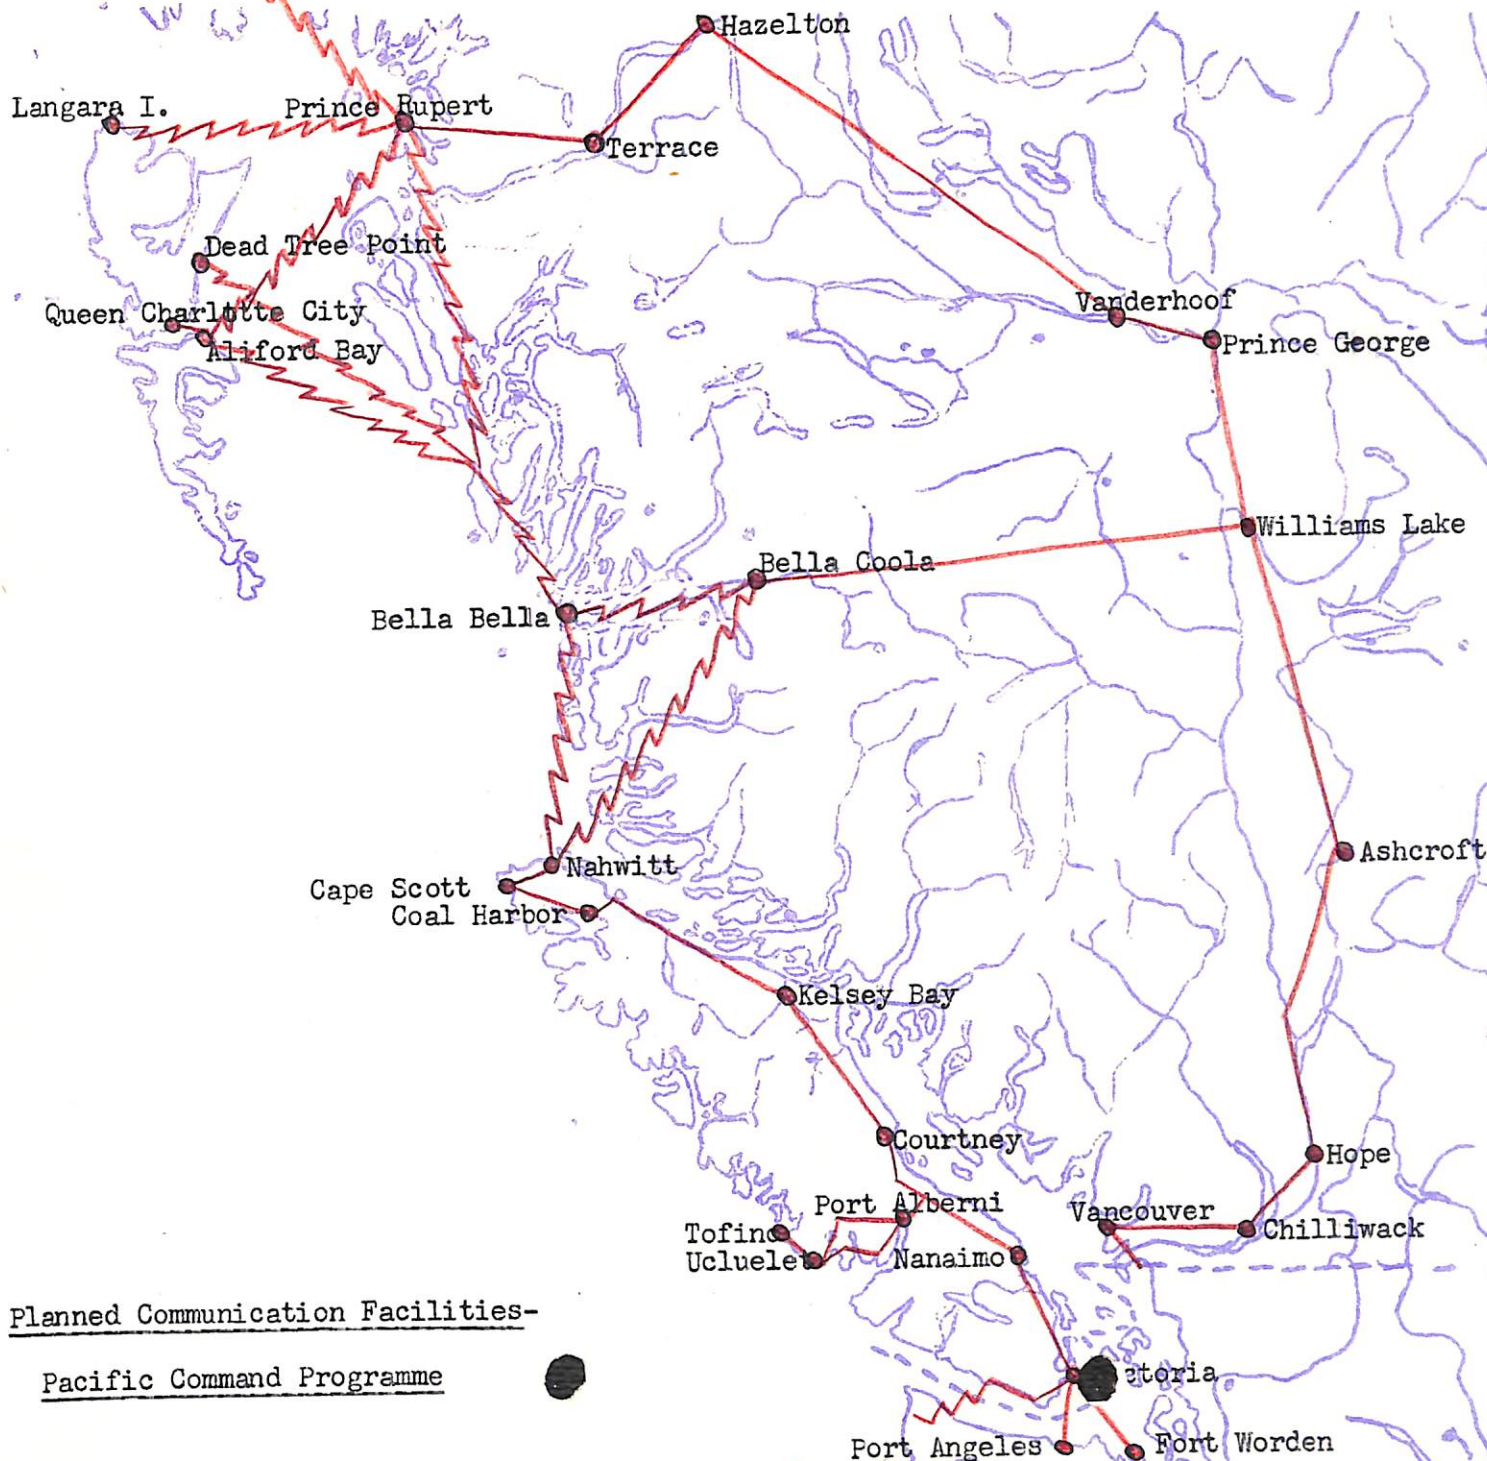 Hazelton
Langara I.
Prince Rupert
Terrace
Dead Tree Point
Queen Charlotte City
Aliford Bay
Vanderhoof
Prince George
Williams Lake
Bella Coola
Bella Bella
Nahwitt
Cape Scott
Coal Harbor
Ashcroft
Kelsey Bay
Courtney
Hope
Port Alberni
Vancouver
Chilliwack
Tofino
Ucluelet
Nanaimo
Planned Communication Facilities-
Pacific Command Programme
ctoria
Port Angeles
Fort Worden